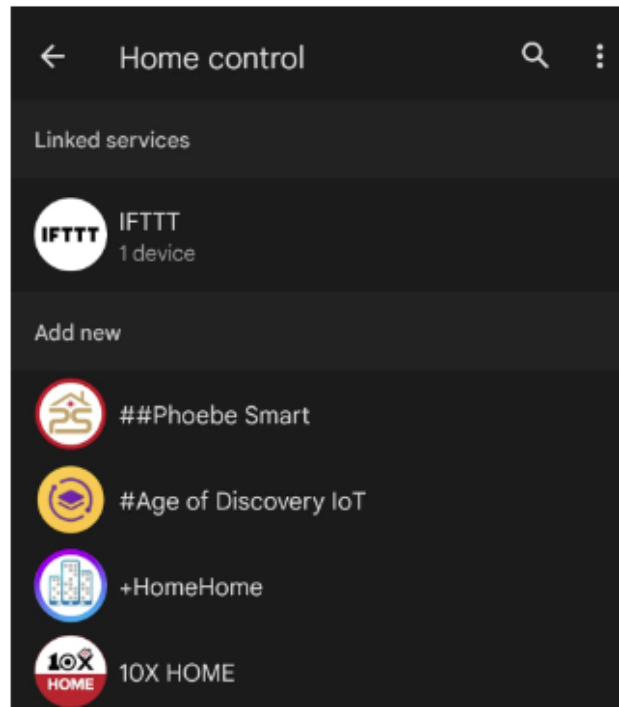 Home control
Linked services
IFTTT
IFTTT
1 device
Add new
PS
##Phoebe Smart
#Age of Discovery IoT
+HomeHome
10X
HOME
10X HOME